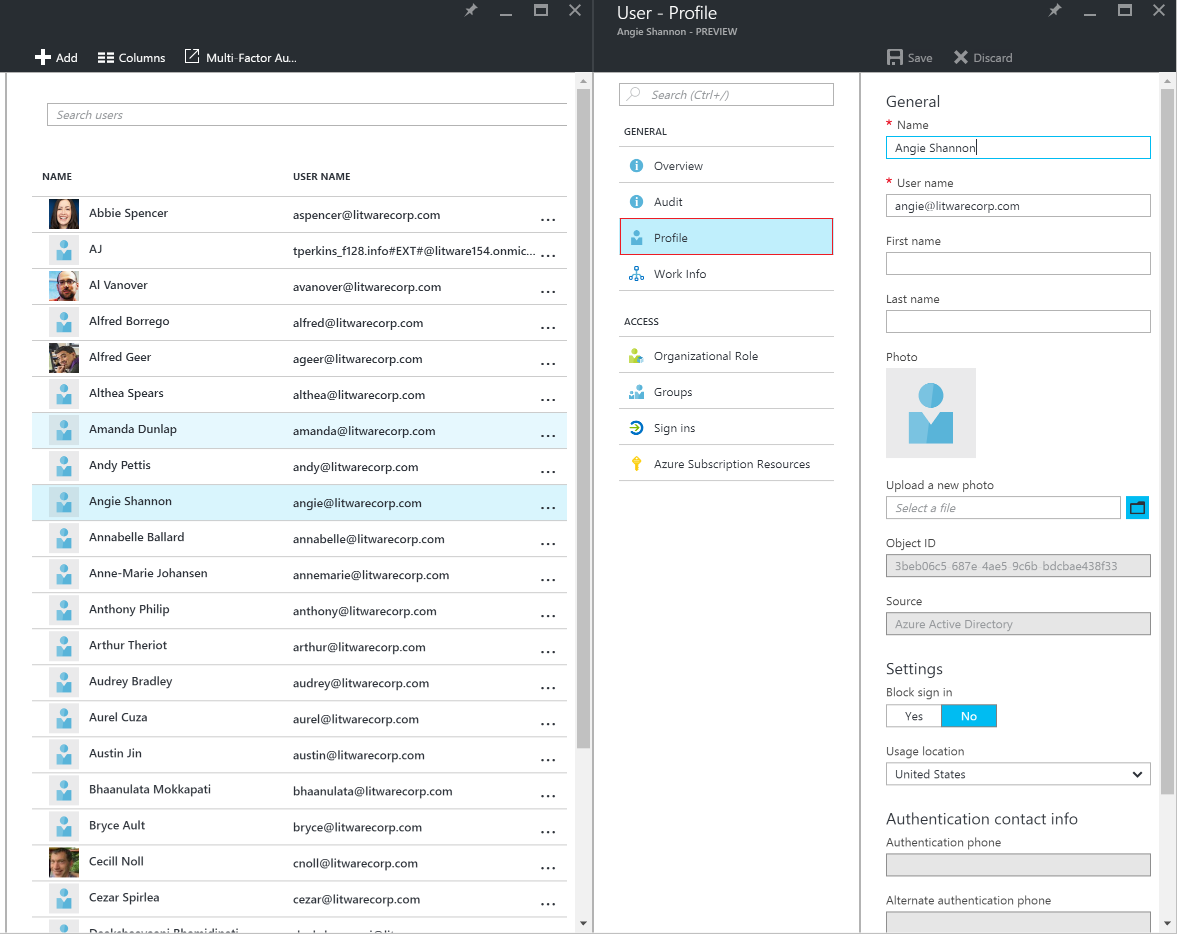 Add
Columns
Multi-Factor Au...
Search users
NAME USER NAME
Abbie Spencer aspencer@litwarecorp.com ...
AJ tperkins_f128.info#EXT#@litware154.onmic... ...
Al Vanover avanover@litwarecorp.com ...
Alfred Borrego alfred@litwarecorp.com ...
Alfred Geer ageer@litwarecorp.com ...
Althea Spears althea@litwarecorp.com ...
Amanda Dunlap amanda@litwarecorp.com ...
Andy Pettis andy@litwarecorp.com ...
Angie Shannon angie@litwarecorp.com ...
Annabelle Ballard annabelle@litwarecorp.com ...
Anne-Marie Johansen annemarie@litwarecorp.com ...
Anthony Philip anthony@litwarecorp.com ...
Arthur Theriot arthur@litwarecorp.com ...
Audrey Bradley audrey@litwarecorp.com ...
Aurel Cuza aurel@litwarecorp.com ...
Austin Jin austin@litwarecorp.com ...
Bhaanulata Mokkapati bhaanulata@litwarecorp.com ...
Bryce Ault bryce@litwarecorp.com ...
Cecill Noll cnoll@litwarecorp.com ...
Cezar Spirlea cezar@litwarecorp.com ...
User - Profile
Angie Shannon - PREVIEW
Save
Discard
Search (Ctrl+/)
GENERAL
Overview
Audit
Profile
Work Info
ACCESS
Organizational Role
Groups
Sign ins
Azure Subscription Resources
General
* Name
Angie Shannon
* User name
angie@litwarecorp.com
First name
Last name
Photo
Upload a new photo
Select a file
Object ID
3beb06c5-687e-4ae5-9c6b-bdcbae438f33
Source
Azure Active Directory
Settings
Block sign in
Yes No
Usage location
United States
Authentication contact info
Authentication phone
Alternate authentication phone